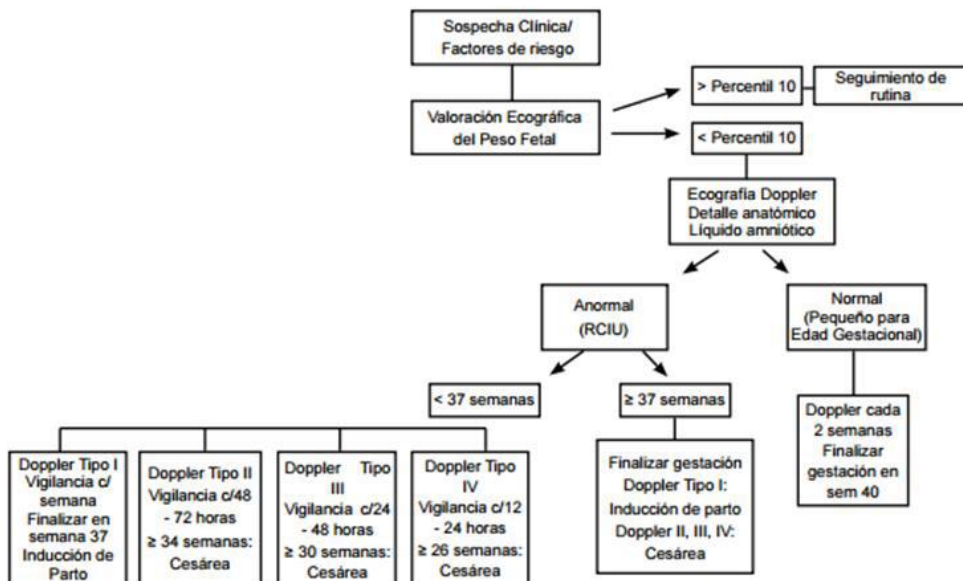 Sospecha Clínica/
Factores de riesgo
Valoración Ecográfica
del Peso Fetal
> Percentil 10
Seguimiento de
rutina
< Percentil 10
Ecografía Doppler
Detalle anatómico
Líquido amniótico
Anormal
(RCIU)
Normal
(Pequeño para
Edad Gestacional)
< 37 semanas
≥ 37 semanas
Doppler cada
2 semanas
Finalizar
gestación en
sem 40
Doppler Tipo I
Vigilancia c/
semana
Finalizar en
semana 37
Inducción de
Parto
Doppler Tipo II
Vigilancia c/48
- 72 horas
≥ 34 semanas:
Cesárea
Doppler Tipo
III
Vigilancia c/24
- 48 horas
≥ 30 semanas:
Cesárea
Doppler Tipo
IV
Vigilancia c/12
- 24 horas
≥ 26 semanas:
Cesárea
Finalizar gestación
Doppler Tipo I:
Inducción de parto
Doppler II, III, IV:
Cesárea